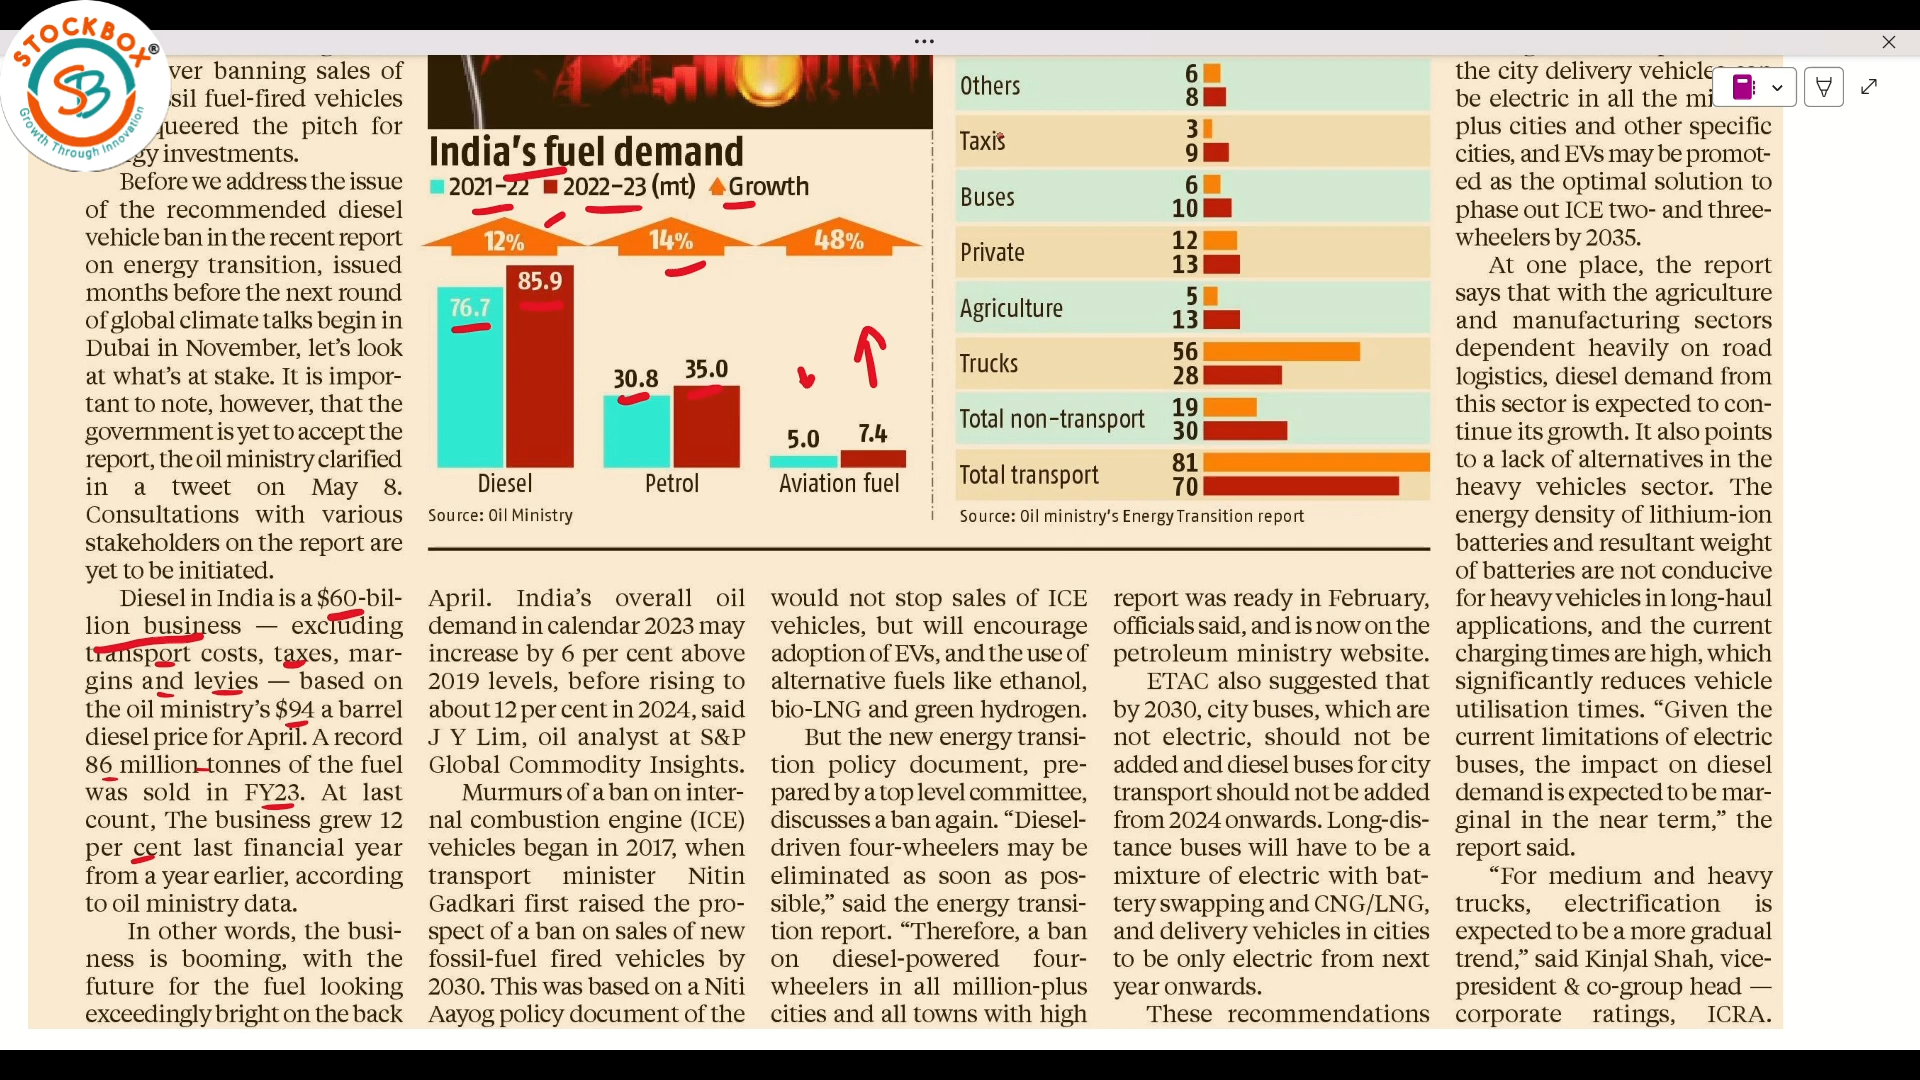 STOCKBOX®
SB
Growth Through Innovation
ver banning sales of
sil fuel-fired vehicles
queered the pitch for
gy investments.
Before we address the issue
of the recommended diesel
vehicle ban in the recent report
on energy transition, issued
months before the next round
of global climate talks begin in
Dubai in November, let’s look
at what’s at stake. It is impor-
tant to note, however, that the
government is yet to accept the
report, the oil ministry clarified
in a tweet on May 8.
Consultations with various
stakeholders on the report are
yet to be initiated.
Diesel in India is a $60-bil-
lion business — excluding
transport costs, taxes, mar-
gins and levies — based on
the oil ministry’s $94 a barrel
diesel price for April. A record
86 million tonnes of the fuel
was sold in FY23. At last
count, The business grew 12
per cent last financial year
from a year earlier, according
to oil ministry data.
In other words, the busi-
ness is booming, with the
future for the fuel looking
exceedingly bright on the back
India’s fuel demand
2021-22 2022-23 (mt) Growth
12% 14% 48%
76.7 85.9
30.8 35.0
5.0 7.4
Diesel Petrol Aviation fuel
Source: Oil Ministry
Others 6 8
Taxis 3 9
Buses 6 10
Private 12 13
Agriculture 5 13
Trucks 56 28
Total non-transport 19 30
Total transport 81 70
Source: Oil ministry’s Energy Transition report
April. India’s overall oil
demand in calendar 2023 may
increase by 6 per cent above
2019 levels, before rising to
about 12 per cent in 2024, said
J Y Lim, oil analyst at S&P
Global Commodity Insights.
Murmurs of a ban on inter-
nal combustion engine (ICE)
vehicles began in 2017, when
transport minister Nitin
Gadkari first raised the pro-
spect of a ban on sales of new
fossil-fuel fired vehicles by
2030. This was based on a Niti
Aayog policy document of the
would not stop sales of ICE
vehicles, but will encourage
adoption of EVs, and the use of
alternative fuels like ethanol,
bio-LNG and green hydrogen.
But the new energy transi-
tion policy document, pre-
pared by a top level committee,
discusses a ban again. “Diesel-
driven four-wheelers may be
eliminated as soon as pos-
sible,” said the energy transi-
tion report. “Therefore, a ban
on diesel-powered four-
wheelers in all million-plus
cities and all towns with high
report was ready in February,
officials said, and is now on the
petroleum ministry website.
ETAC also suggested that
by 2030, city buses, which are
not electric, should not be
added and diesel buses for city
transport should not be added
from 2024 onwards. Long-dis-
tance buses will have to be a
mixture of electric with bat-
tery swapping and CNG/LNG,
and delivery vehicles in cities
to be only electric from next
year onwards.
These recommendations
the city delivery vehicles
be electric in all the mi
plus cities and other specific
cities, and EVs may be promot-
ed as the optimal solution to
phase out ICE two- and three-
wheelers by 2035.
At one place, the report
says that with the agriculture
and manufacturing sectors
dependent heavily on road
logistics, diesel demand from
this sector is expected to con-
tinue its growth. It also points
to a lack of alternatives in the
heavy vehicles sector. The
energy density of lithium-ion
batteries and resultant weight
of batteries are not conducive
for heavy vehicles in long-haul
applications, and the current
charging times are high, which
significantly reduces vehicle
utilisation times. “Given the
current limitations of electric
buses, the impact on diesel
demand is expected to be mar-
ginal in the near term,” the
report said.
“For medium and heavy
trucks, electrification is
expected to be a more gradual
trend,” said Kinjal Shah, vice-
president & co-group head —
corporate ratings, ICRA.